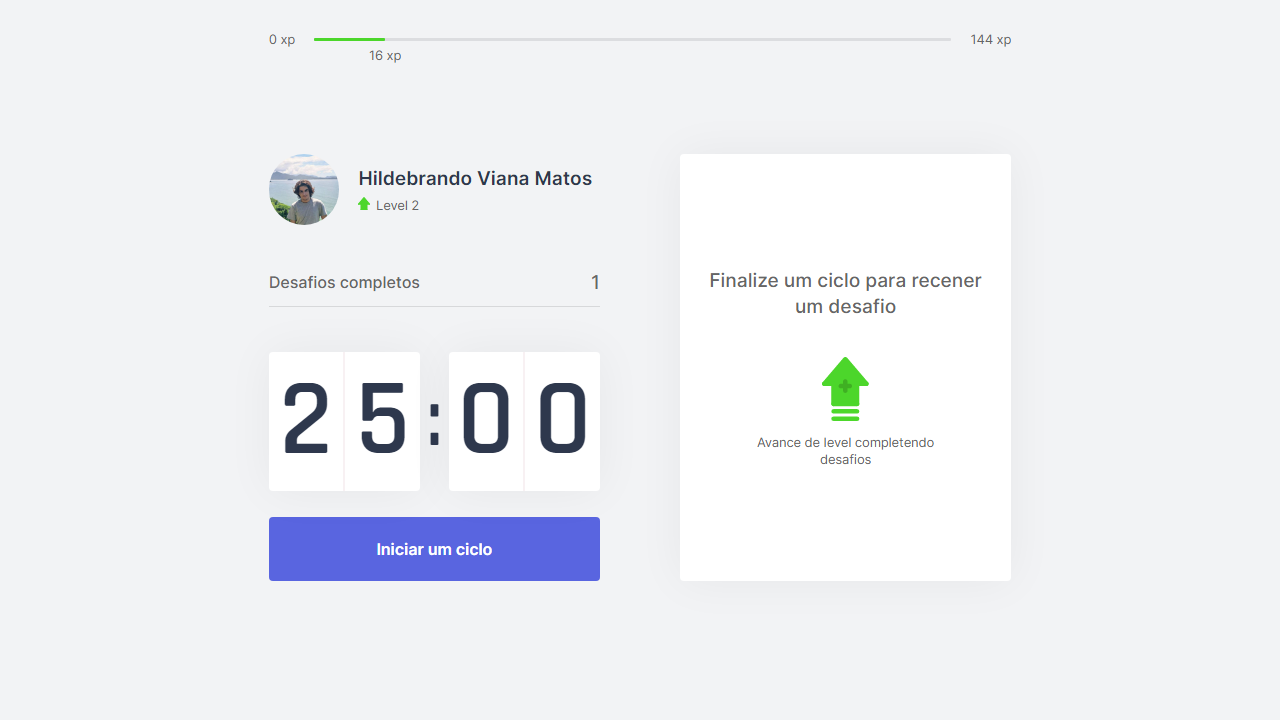 0 xp
144 xp
16 xp
Hildebrando Viana Matos
Level 2
Desafios completos
1
25:00
Iniciar um ciclo
Finalize um ciclo para recener
um desafio
Avance de level completendo
desafios